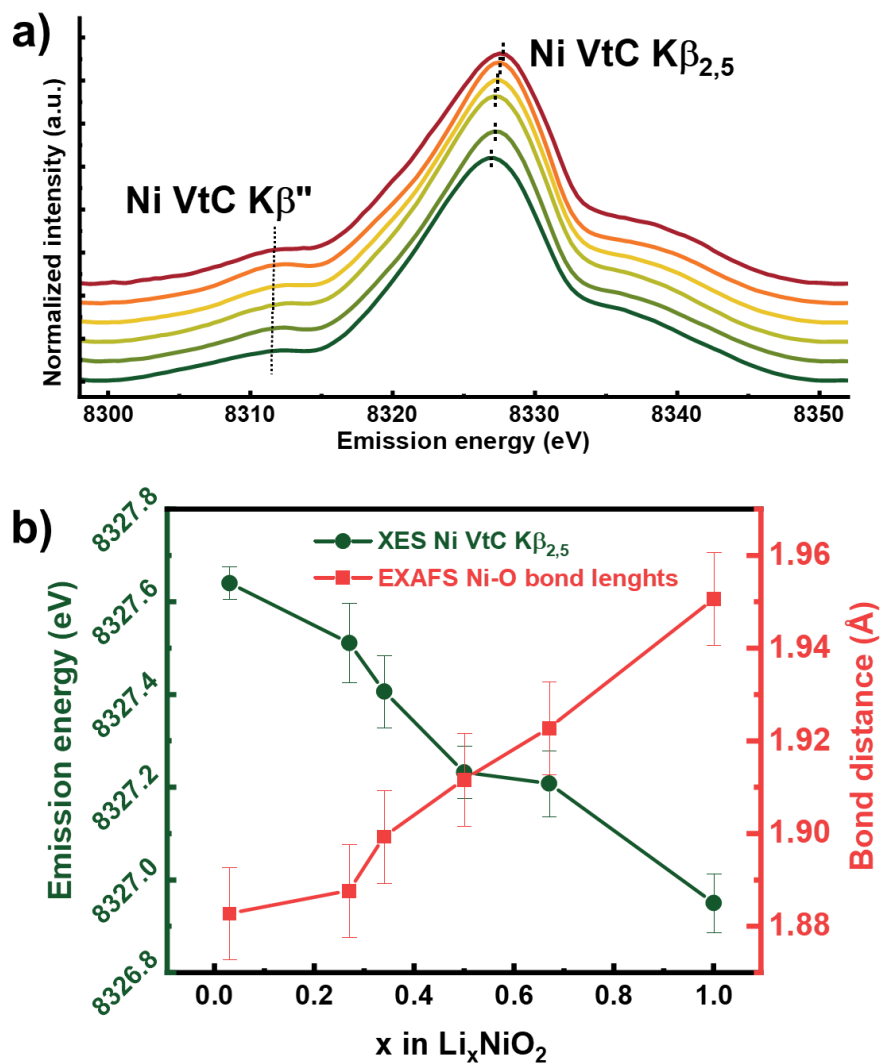 a)
Ni VtC Kβ2,5
Ni VtC Kβ"
Normalized intensity (a.u.)
8300 8310 8320 8330 8340 8350
Emission energy (eV)
b)
XES Ni VtC Kβ2,5
EXAFS Ni-O bond lenghts
Emission energy (eV)
8327.8
8327.6
8327.4
8327.2
8327.0
8326.8
Bond distance (Å)
1.96
1.94
1.92
1.90
1.88
0.0 0.2 0.4 0.6 0.8 1.0
x in LixNiO2